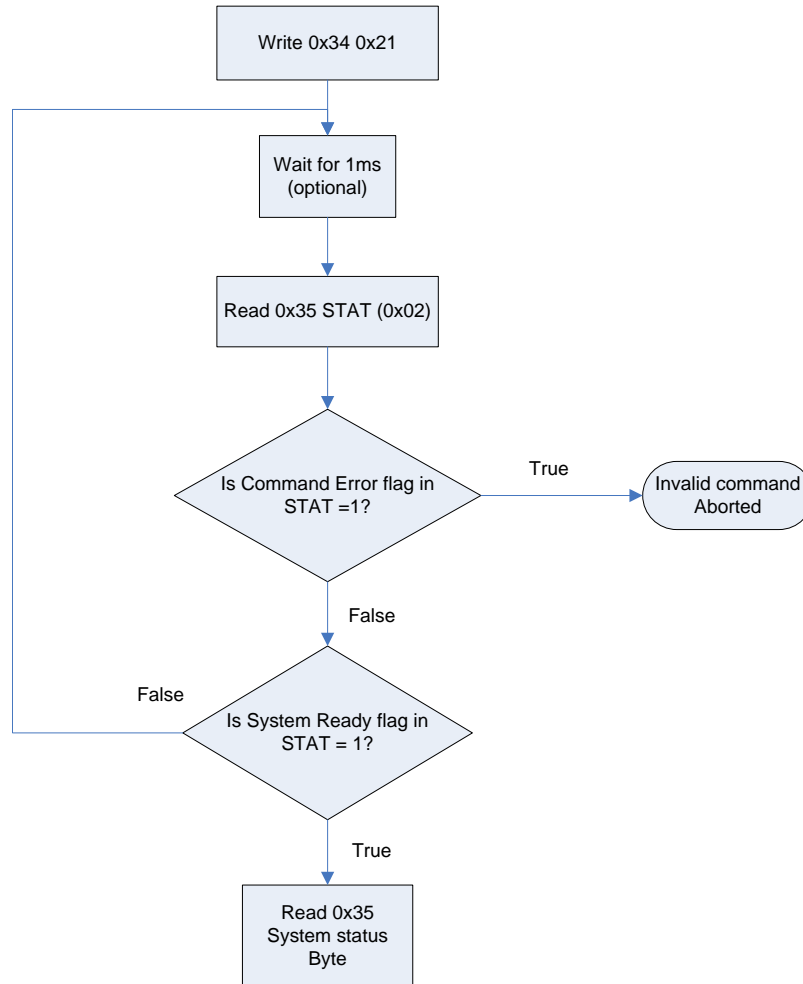 Write 0x34 0x21
Wait for 1ms
(optional)
Read 0x35 STAT (0x02)
Is Command Error flag in
STAT =1?
True
Invalid command
Aborted
False
Is System Ready flag in
STAT = 1?
False
True
Read 0x35
System status
Byte